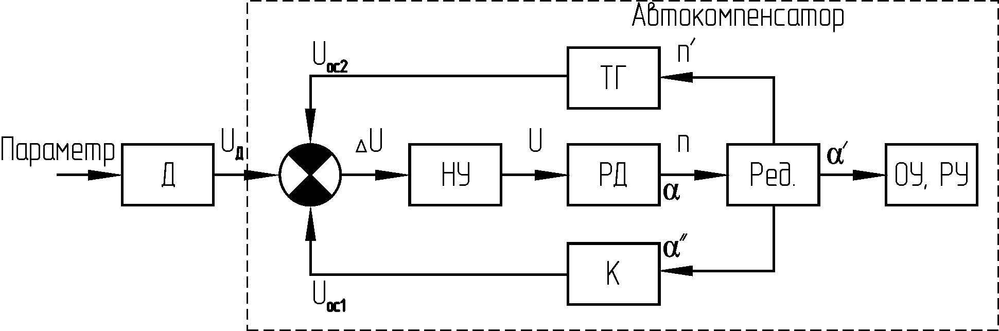 Автокомпенсатор
Uос2
ТГ
n′
Параметр
Д
Uд
ΔU
НУ
U
РД
n
α
Ред.
α′
ОУ, РУ
α″
К
Uос1